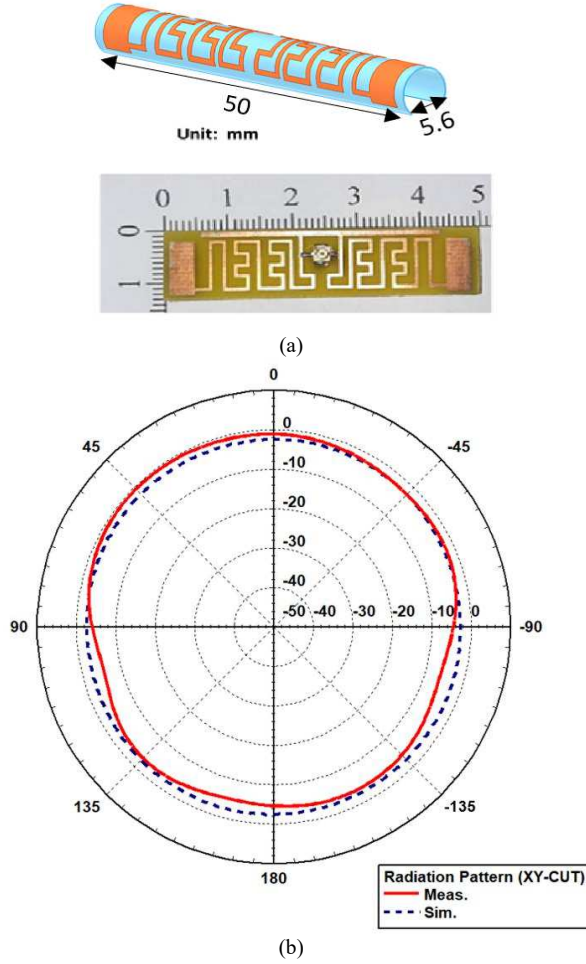 50
5.6
Unit: mm
0 1 2 3 4 5
0
1
(a)
0
45 -45
0
-10
-20
-30
-40
-50 -40 -30 -20 -10 0
90 -90
135 -135
180
Radiation Pattern (XY-CUT)
Meas.
Sim.
(b)